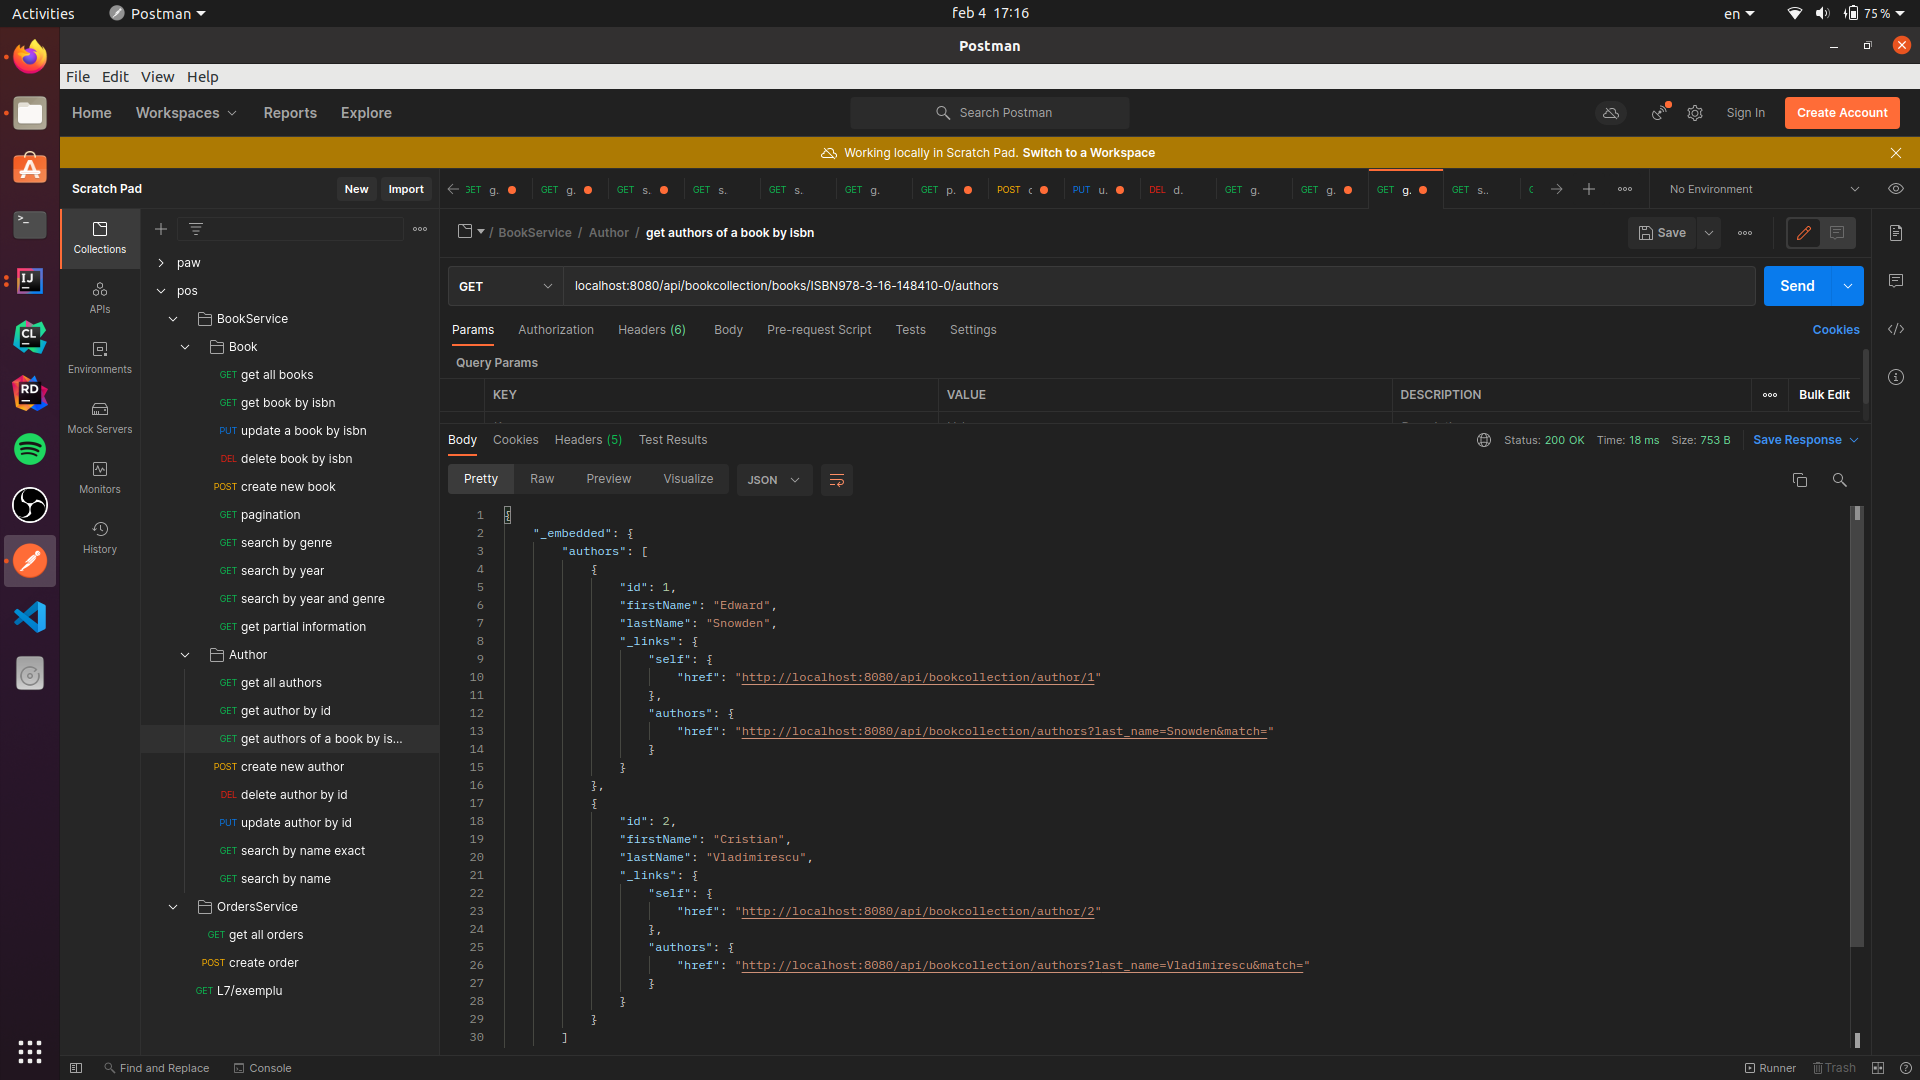 Activities
Postman
feb 4 17:16
en
75 %
Postman
File Edit View Help
Home Workspaces Reports Explore
Search Postman
Sign In
Create Account
Working locally in Scratch Pad. Switch to a Workspace
Scratch Pad
New
Import
GET g.
GET g.
GET s.
GET s.
GET s.
GET g.
GET p.
POST c
PUT u.
DEL d.
GET g.
GET g.
GET g.
GET s..
No Environment
Collections
APIs
Environments
Mock Servers
Monitors
History
paw
pos
BookService
Book
GET get all books
GET get book by isbn
PUT update a book by isbn
DEL delete book by isbn
POST create new book
GET pagination
GET search by genre
GET search by year
GET search by year and genre
GET get partial information
Author
GET get all authors
GET get author by id
GET get authors of a book by is...
POST create new author
DEL delete author by id
PUT update author by id
GET search by name exact
GET search by name
OrdersService
GET get all orders
POST create order
GET L7/exemplu
/ BookService / Author / get authors of a book by isbn
Save
GET
localhost:8080/api/bookcollection/books/ISBN978-3-16-148410-0/authors
Send
Params Authorization Headers (6) Body Pre-request Script Tests Settings
Cookies
Query Params
KEY VALUE DESCRIPTION
Bulk Edit
Body Cookies Headers (5) Test Results
Status: 200 OK Time: 18 ms Size: 753 B
Save Response
Pretty Raw Preview Visualize
JSON
1 {
2 "_embedded": {
3 "authors": [
4 {
5 "id": 1,
6 "firstName": "Edward",
7 "lastName": "Snowden",
8 "_links": {
9 "self": {
10 "href": "http://localhost:8080/api/bookcollection/author/1"
11 },
12 "authors": {
13 "href": "http://localhost:8080/api/bookcollection/authors?last_name=Snowden&match="
14 }
15 }
16 },
17 {
18 "id": 2,
19 "firstName": "Cristian",
20 "lastName": "Vladimirescu",
21 "_links": {
22 "self": {
23 "href": "http://localhost:8080/api/bookcollection/author/2"
24 },
25 "authors": {
26 "href": "http://localhost:8080/api/bookcollection/authors?last_name=Vladimirescu&match="
27 }
28 }
29 }
30 ]
Find and Replace
Console
Runner
Trash